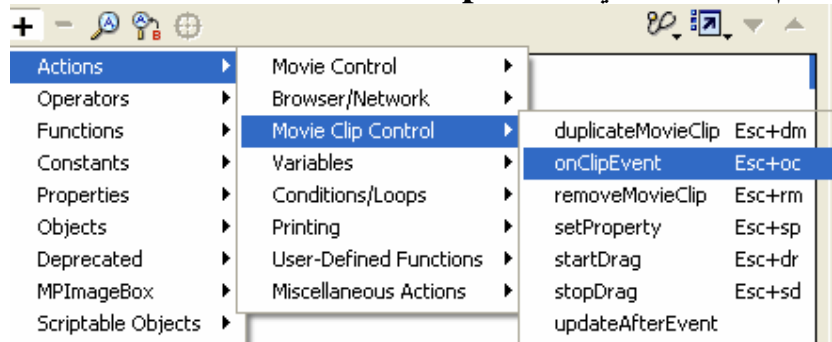 Actions
Operators
Functions
Constants
Properties
Objects
Deprecated
MPImageBox
Scriptable Objects
Movie Control
Browser/Network
Movie Clip Control
Variables
Conditions/Loops
Printing
User-Defined Functions
Miscellaneous Actions
duplicateMovieClip Esc+dm
onClipEvent Esc+oc
removeMovieClip Esc+rm
setProperty Esc+sp
startDrag Esc+dr
stopDrag Esc+sd
updateAfterEvent